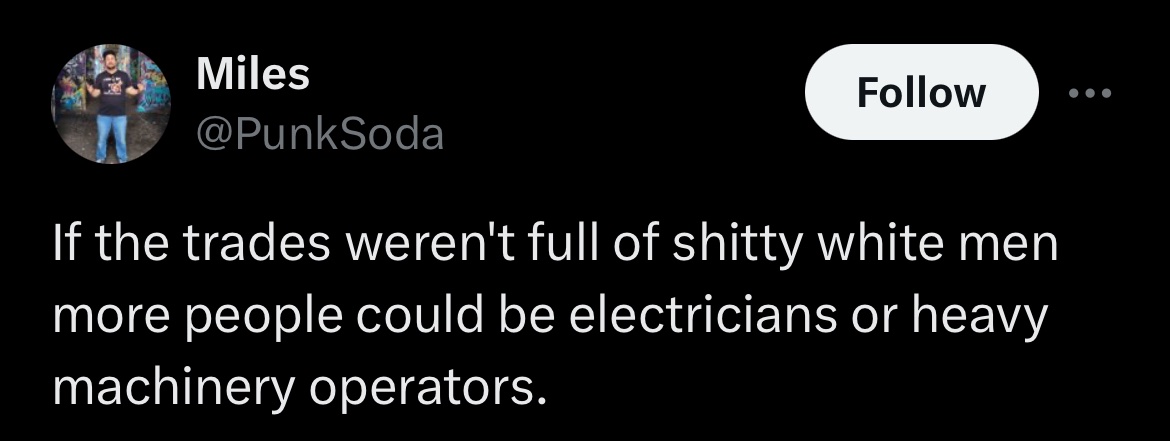 Miles
Follow
@PunkSoda
If the trades weren't full of shitty white men
more people could be electricians or heavy
machinery operators.